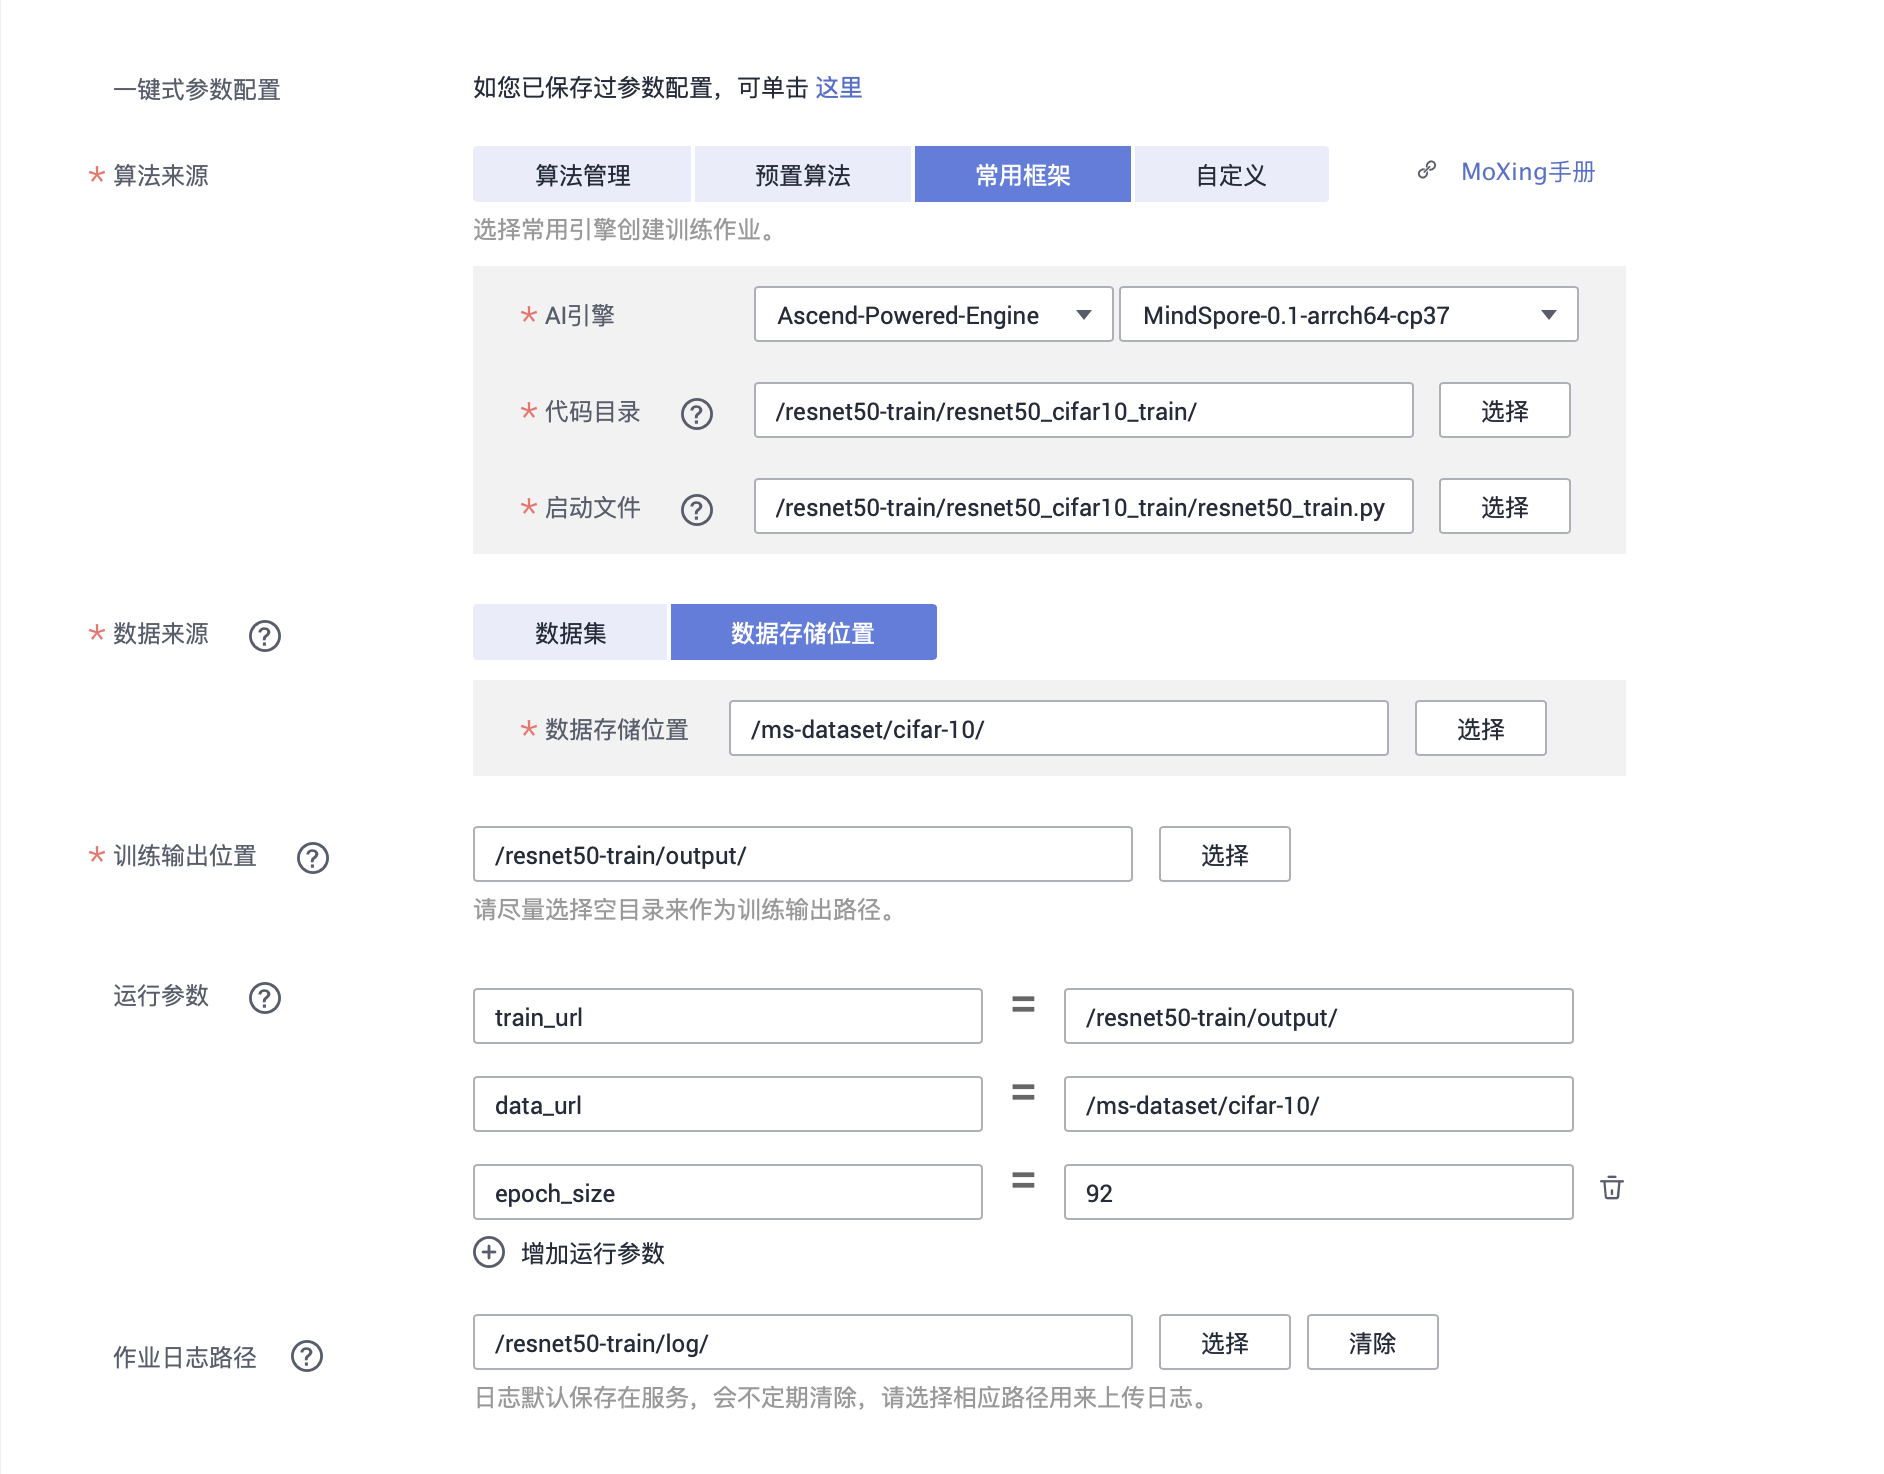 一键式参数配置 如您已保存过参数配置，可单击 这里
* 算法来源 算法管理 预置算法 常用框架 自定义 MoXing手册
选择常用引擎创建训练作业。
* AI引擎 Ascend-Powered-Engine MindSpore-0.1-arrch64-cp37
* 代码目录 ? /resnet50-train/resnet50_cifar10_train/ 选择
* 启动文件 ? /resnet50-train/resnet50_cifar10_train/resnet50_train.py 选择
* 数据来源 ? 数据集 数据存储位置
* 数据存储位置 /ms-dataset/cifar-10/ 选择
* 训练输出位置 ? /resnet50-train/output/ 选择
请尽量选择空目录来作为训练输出路径。
运行参数 ? train_url = /resnet50-train/output/
data_url = /ms-dataset/cifar-10/
epoch_size = 92
增加运行参数
作业日志路径 ? /resnet50-train/log/ 选择 清除
日志默认保存在服务，会不定期清除，请选择相应路径用来上传日志。